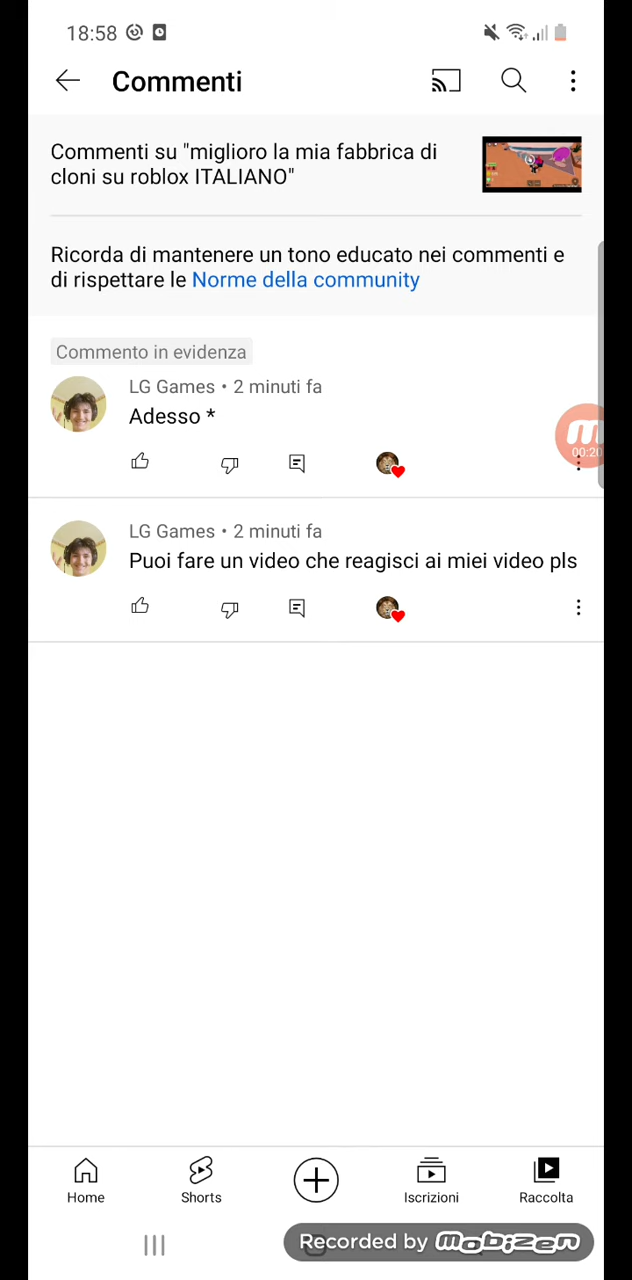 18:58
Commenti
Commenti su "miglioro la mia fabbrica di
cloni su roblox ITALIANO"
Ricorda di mantenere un tono educato nei commenti e
di rispettare le Norme della community
Commento in evidenza
LG Games • 2 minuti fa
Adesso *
00:20
LG Games • 2 minuti fa
Puoi fare un video che reagisci ai miei video pls
Home
Shorts
Iscrizioni
Raccolta
Recorded by mobizen